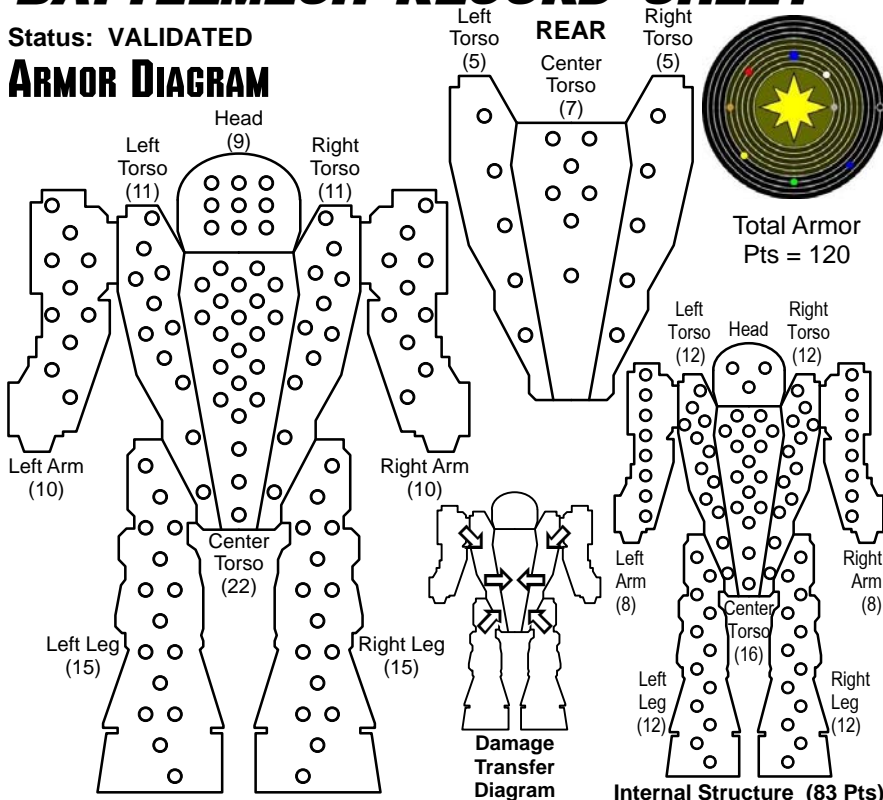 BATTLEMECH RECORD SHEET
Status: VALIDATED
ARMOR DIAGRAM
Head
(9)
Left
Torso
(11)
Right
Torso
(11)
Left Arm
(10)
Right Arm
(10)
Center
Torso
(22)
Left Leg
(15)
Right Leg
(15)
REAR
Left
Torso
(5)
Center
Torso
(7)
Right
Torso
(5)
Total Armor
Pts = 120
Damage
Transfer
Diagram
Left
Torso
(12)
Head
Right
Torso
(12)
Left
Arm
(8)
Right
Arm
(8)
Center
Torso
(16)
Left
Leg
(12)
Right
Leg
(12)
Internal Structure (83 Pts)